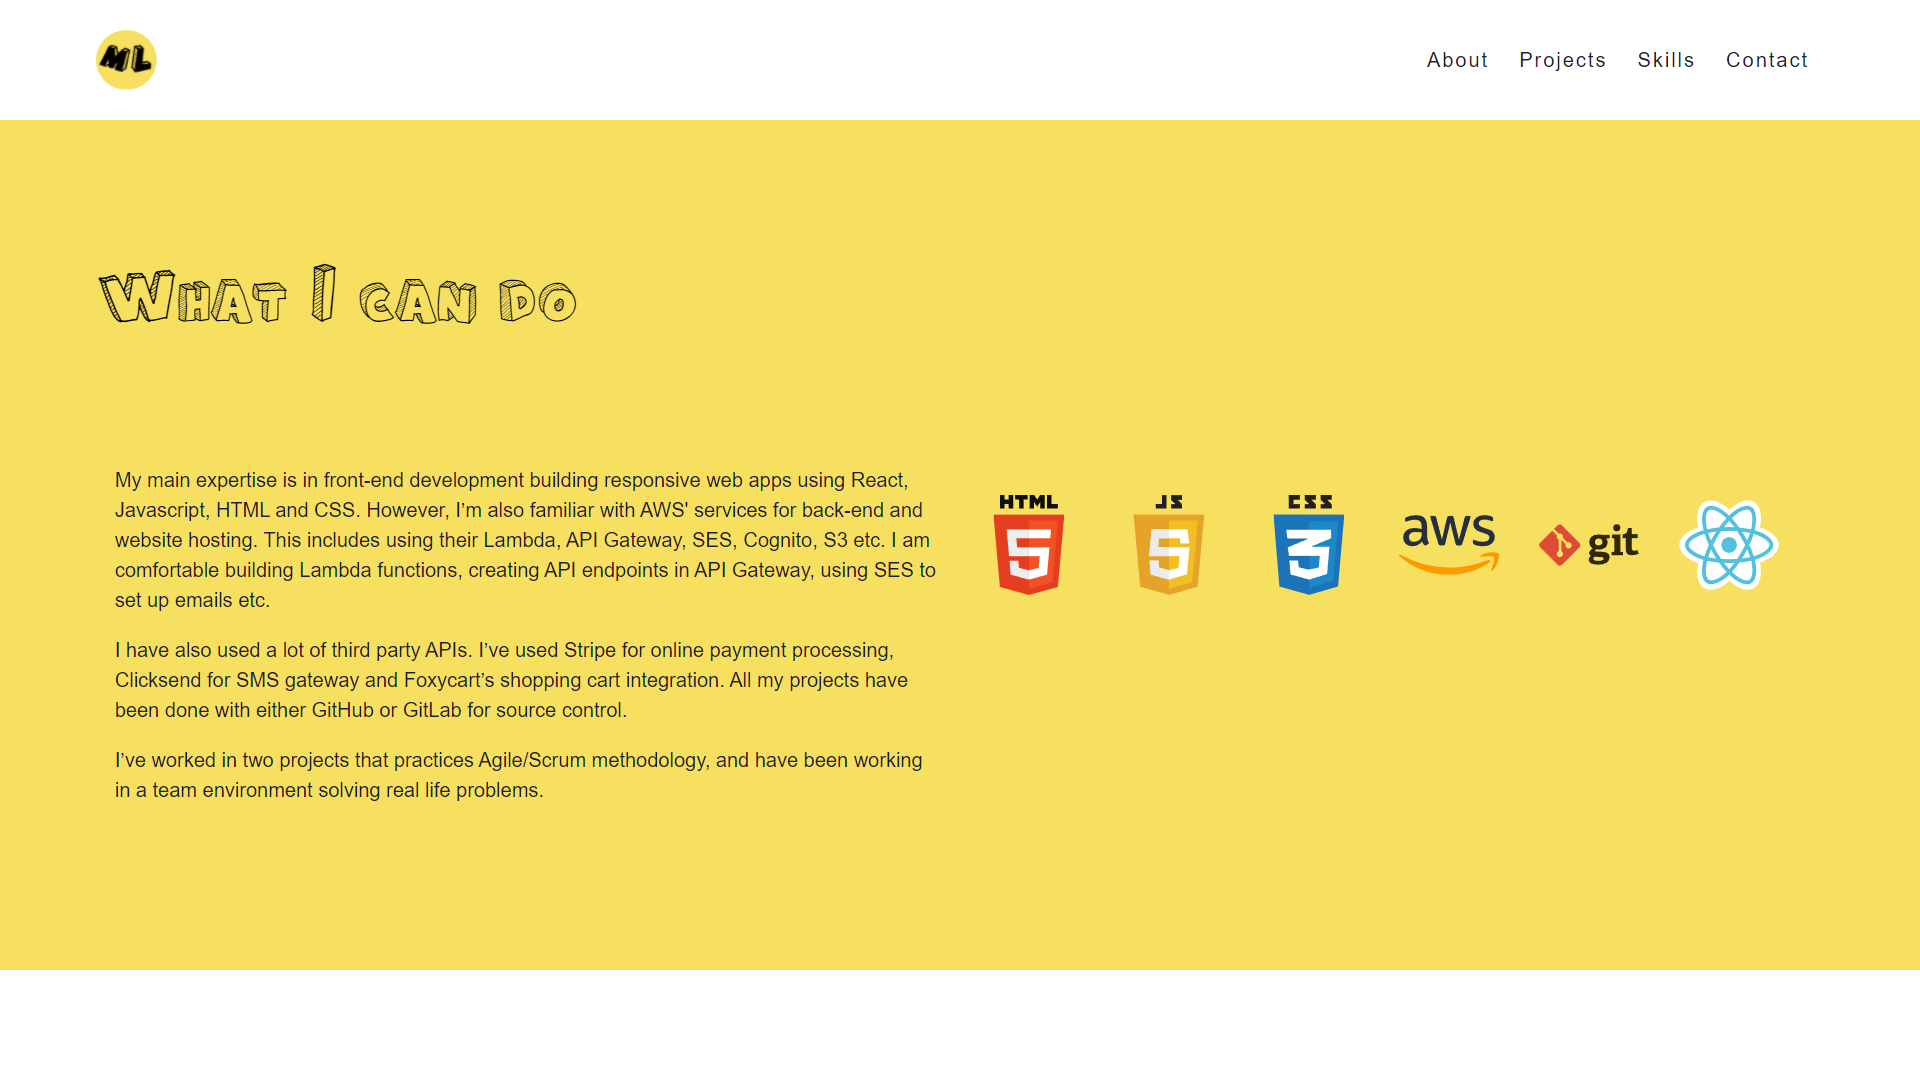 ML
About Projects Skills Contact
What I can do
My main expertise is in front-end development building responsive web apps using React,
Javascript, HTML and CSS. However, I’m also familiar with AWS' services for back-end and
website hosting. This includes using their Lambda, API Gateway, SES, Cognito, S3 etc. I am
comfortable building Lambda functions, creating API endpoints in API Gateway, using SES to
set up emails etc.
I have also used a lot of third party APIs. I’ve used Stripe for online payment processing,
Clicksend for SMS gateway and Foxycart’s shopping cart integration. All my projects have
been done with either GitHub or GitLab for source control.
I’ve worked in two projects that practices Agile/Scrum methodology, and have been working
in a team environment solving real life problems.
HTML JS CSS
5 5 3 aws git